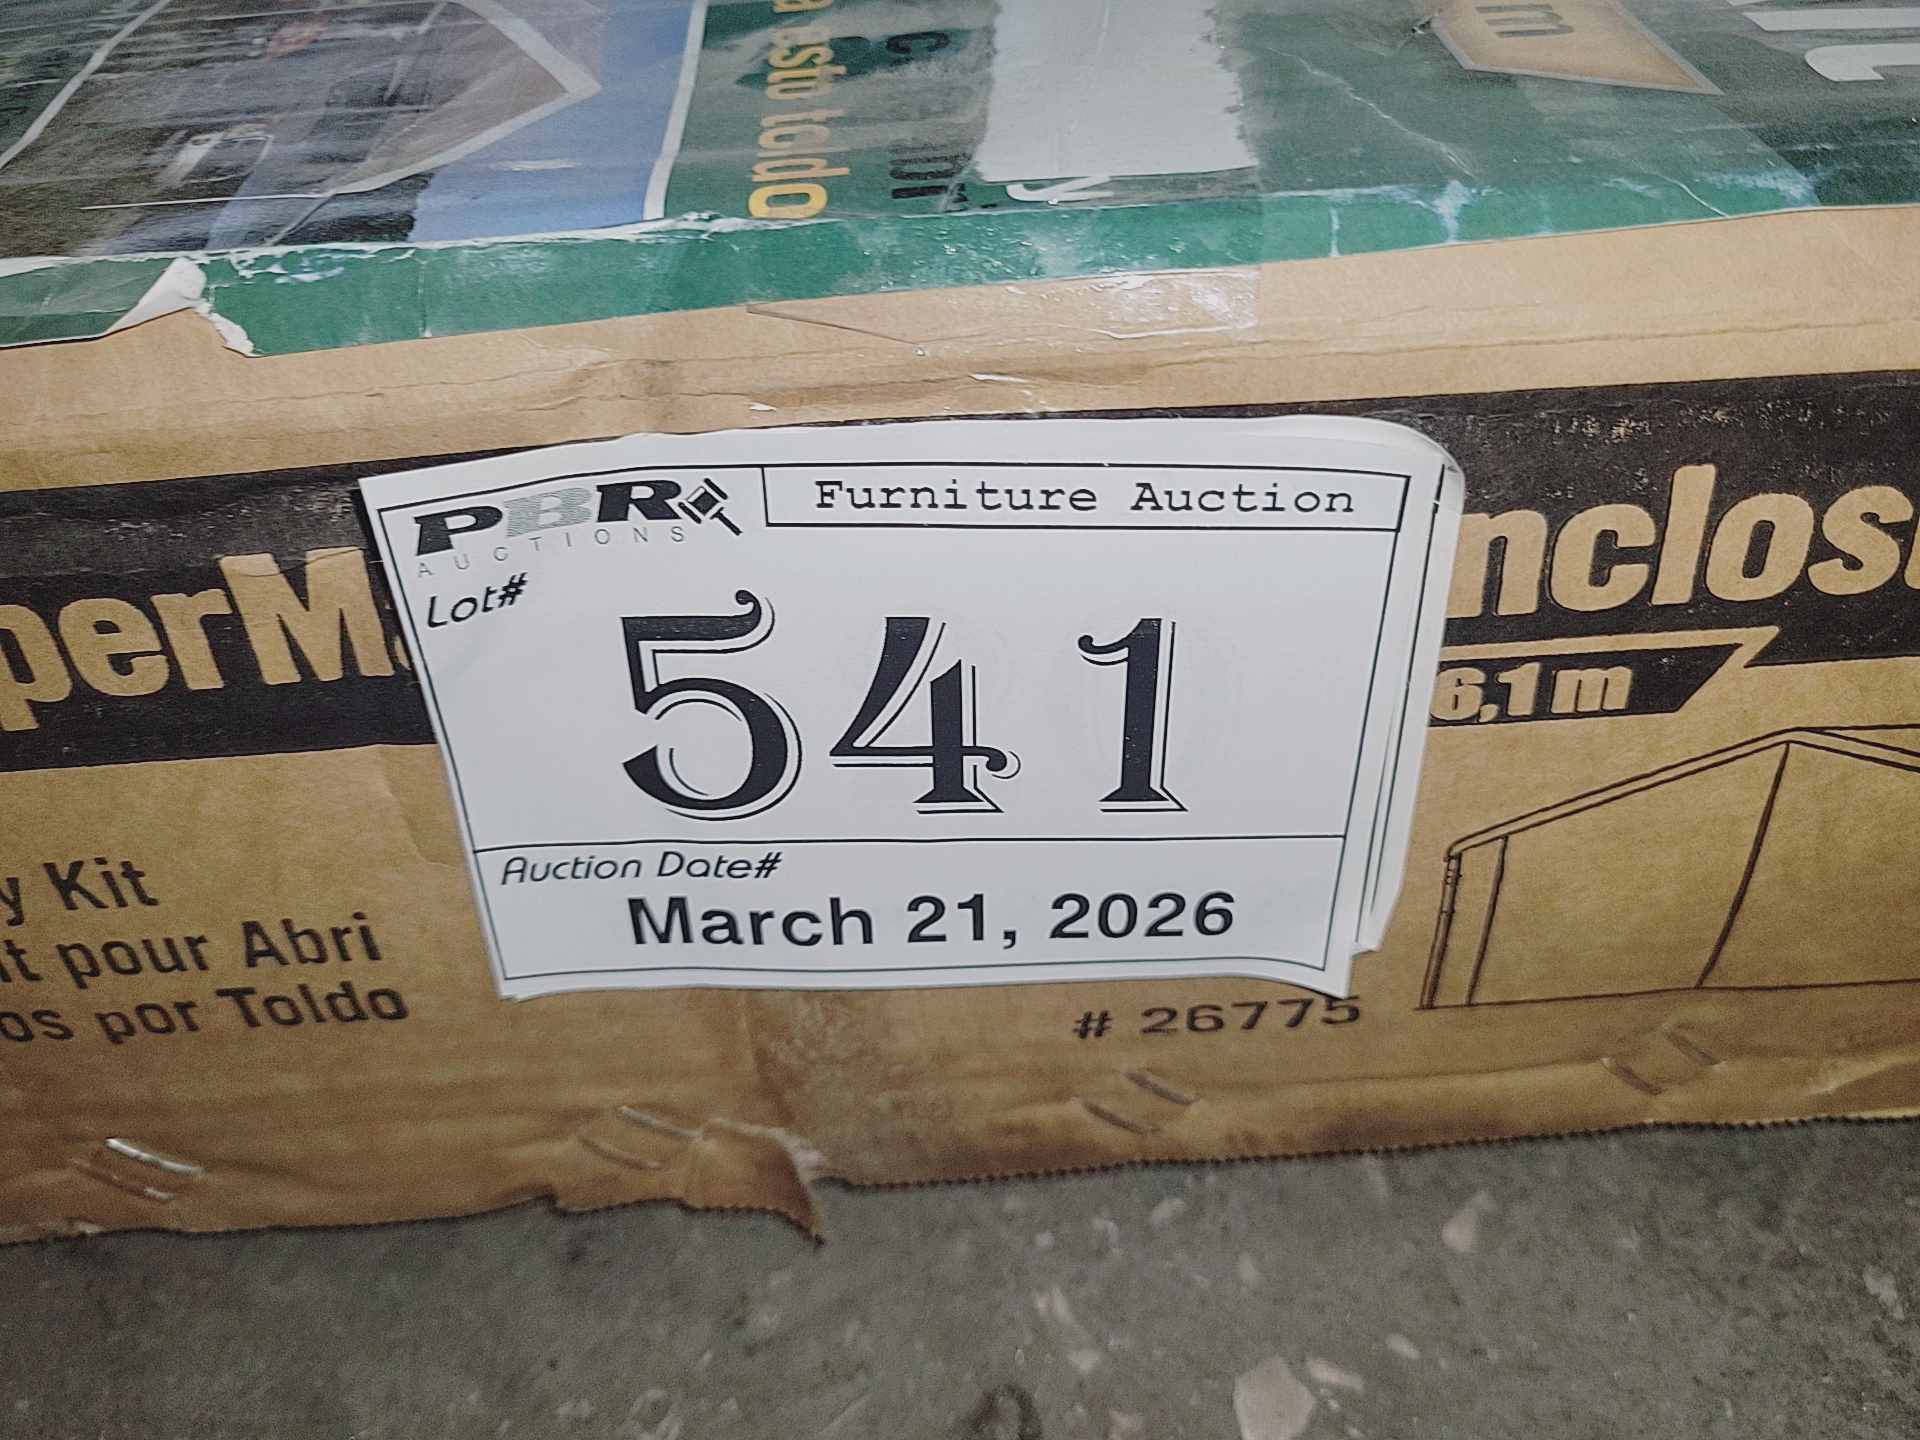 a esto toldo
m
PBR
AUCTIONS
Furniture Auction
Lot#
541
Auction Date#
March 21, 2026
perM
nclos
6,1 m
y Kit
it pour Abri
os por Toldo
# 26775